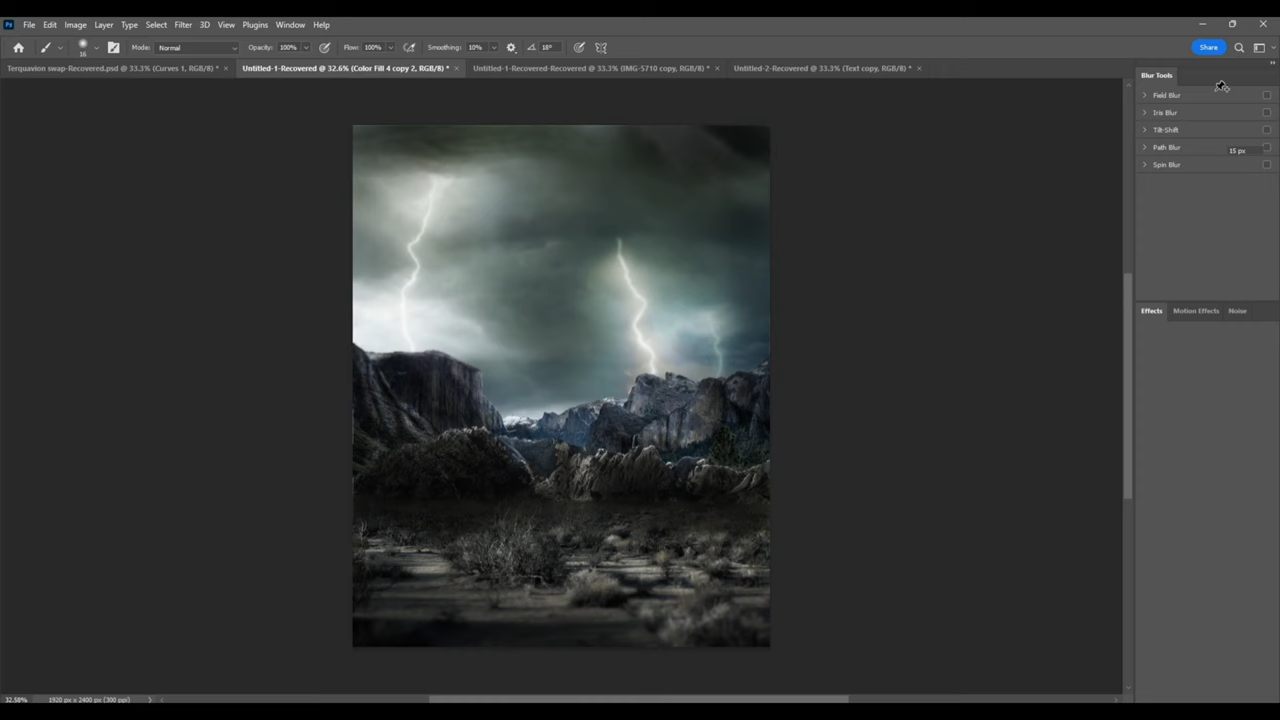 Ps File Edit Image Layer Type Select Filter 3D View Plugins Window Help
16 Mode: Normal Opacity: 100% Flow: 100% Smoothing: 10% 18° Share
Terquavion swap-Recovered.psd @ 33.3% (Curves 1, RGB/8) * Untitled-1-Recovered @ 32.6% (Color Fill 4 copy 2, RGB/8) * Untitled-1-Recovered-Recovered @ 33.3% (IMG-5710 copy, RGB/8) * Untitled-2-Recovered @ 33.3% (Text copy, RGB/8) *
Blur Tools
Field Blur
Iris Blur
Tilt-Shift
Path Blur 15 px
Spin Blur
Effects Motion Effects Noise
32.58% 1920 px x 2400 px (300 ppi)